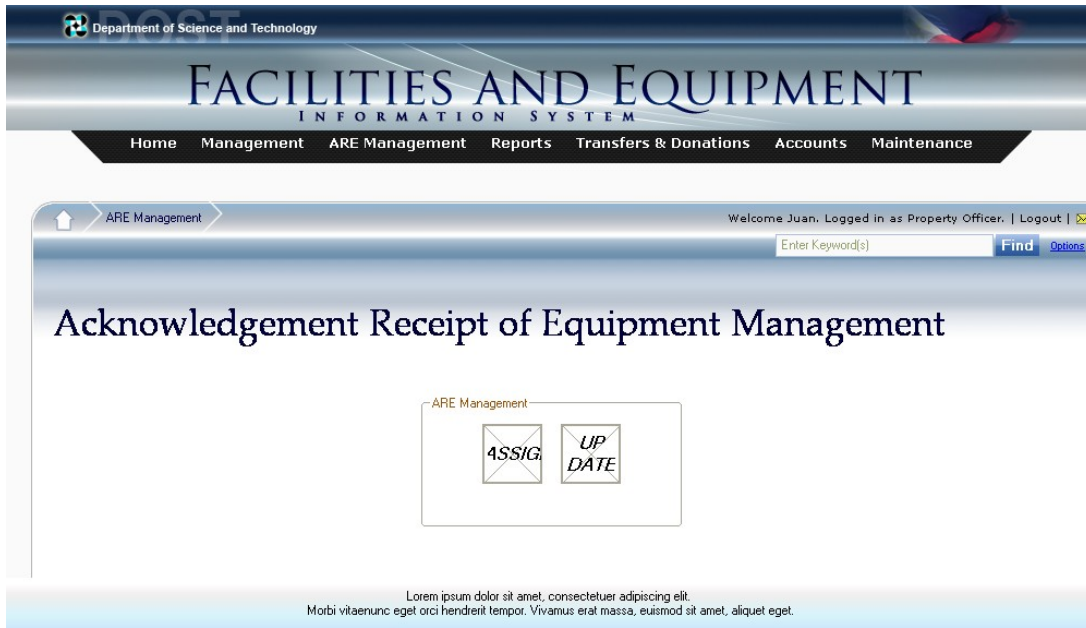 DOST
Department of Science and Technology
FACILITIES AND EQUIPMENT
INFORMATION SYSTEM
Home Management ARE Management Reports Transfers & Donations Accounts Maintenance
ARE Management
Welcome Juan. Logged in as Property Officer. | Logout |
Enter Keyword(s) Find Options
Acknowledgement Receipt of Equipment Management
ARE Management
ASSIG
UP
DATE
Lorem ipsum dolor sit amet, consectetuer adipiscing elit.
Morbi vitaenunc eget orci hendrerit tempor. Vivamus erat massa, euismod sit amet, aliquet eget.